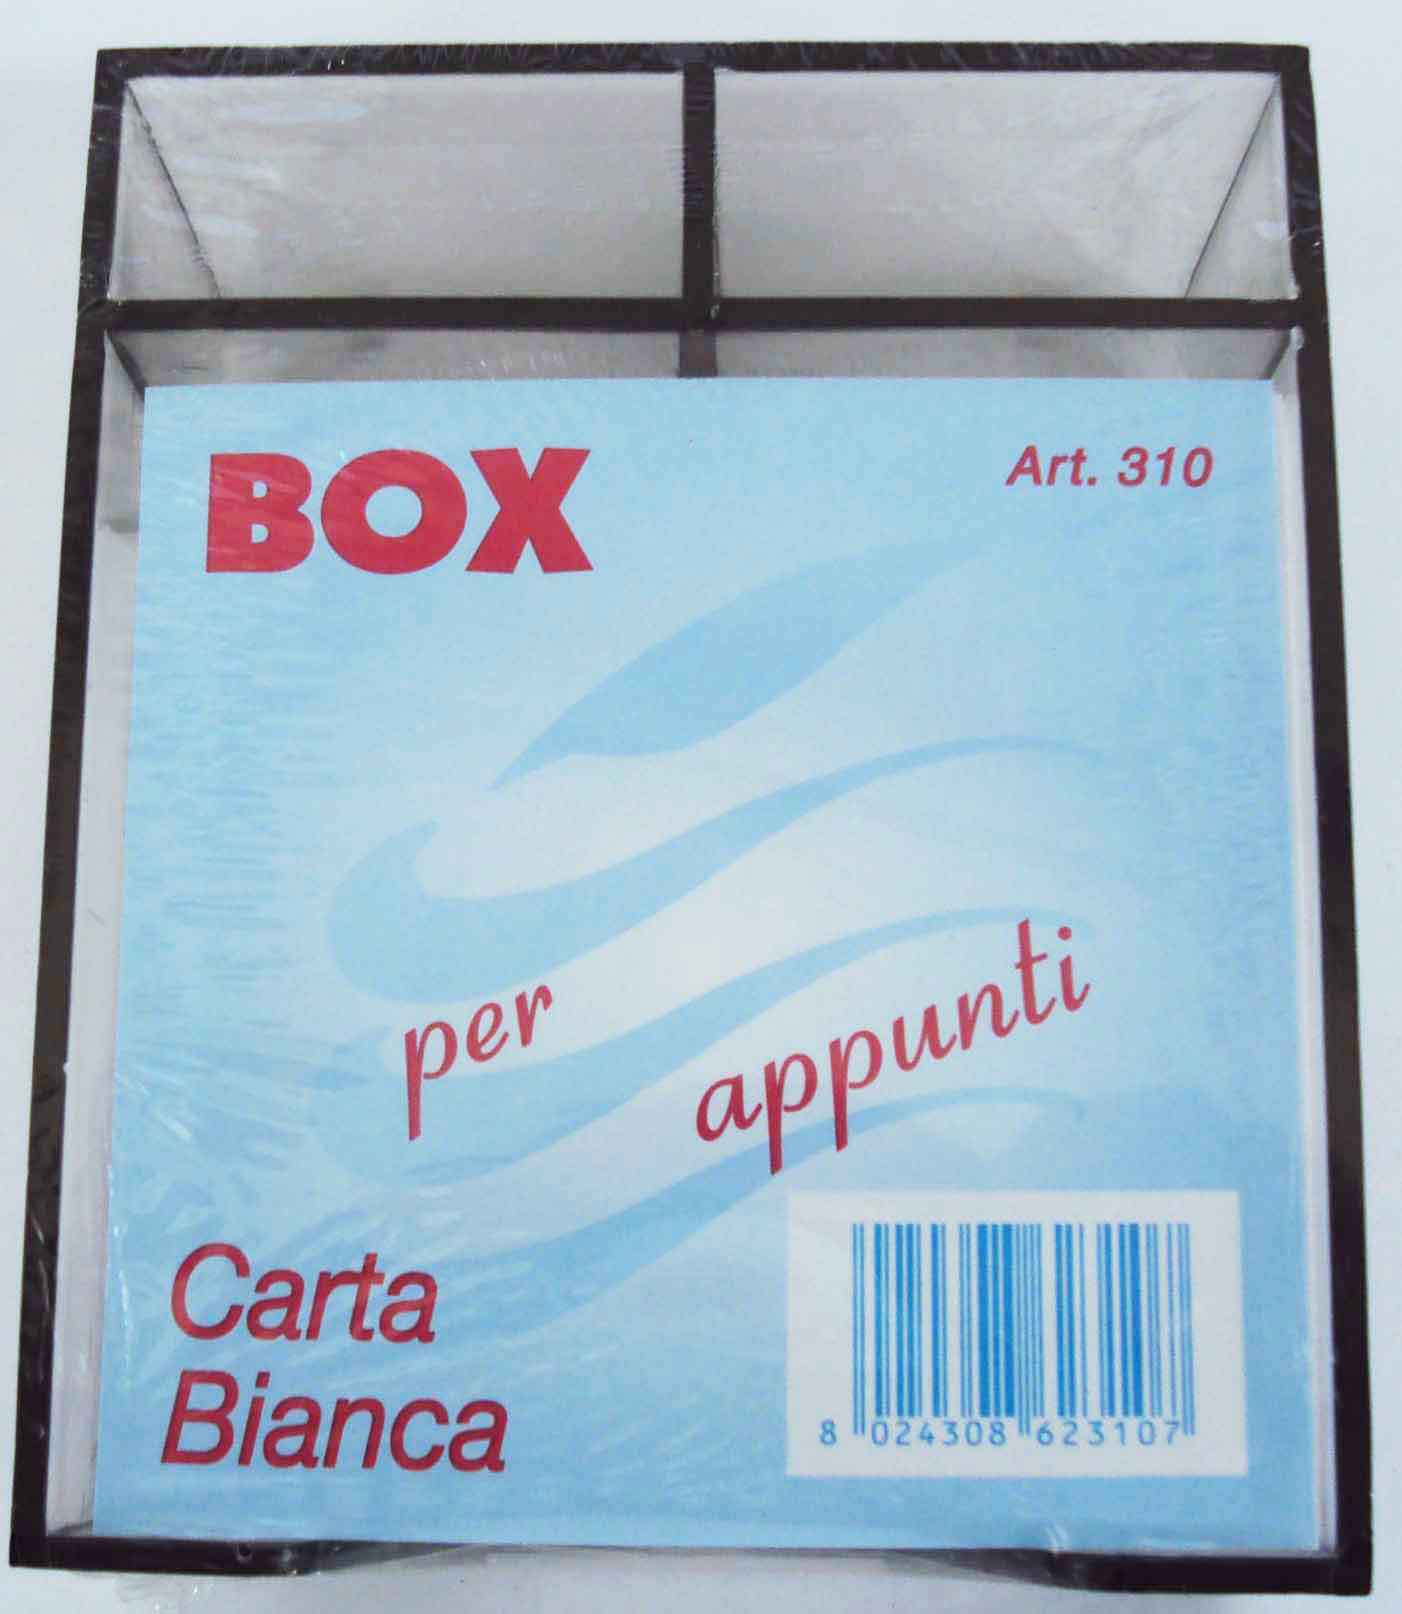 BOX
Art. 310
per
appunti
Carta
Bianca
8 024308 623107